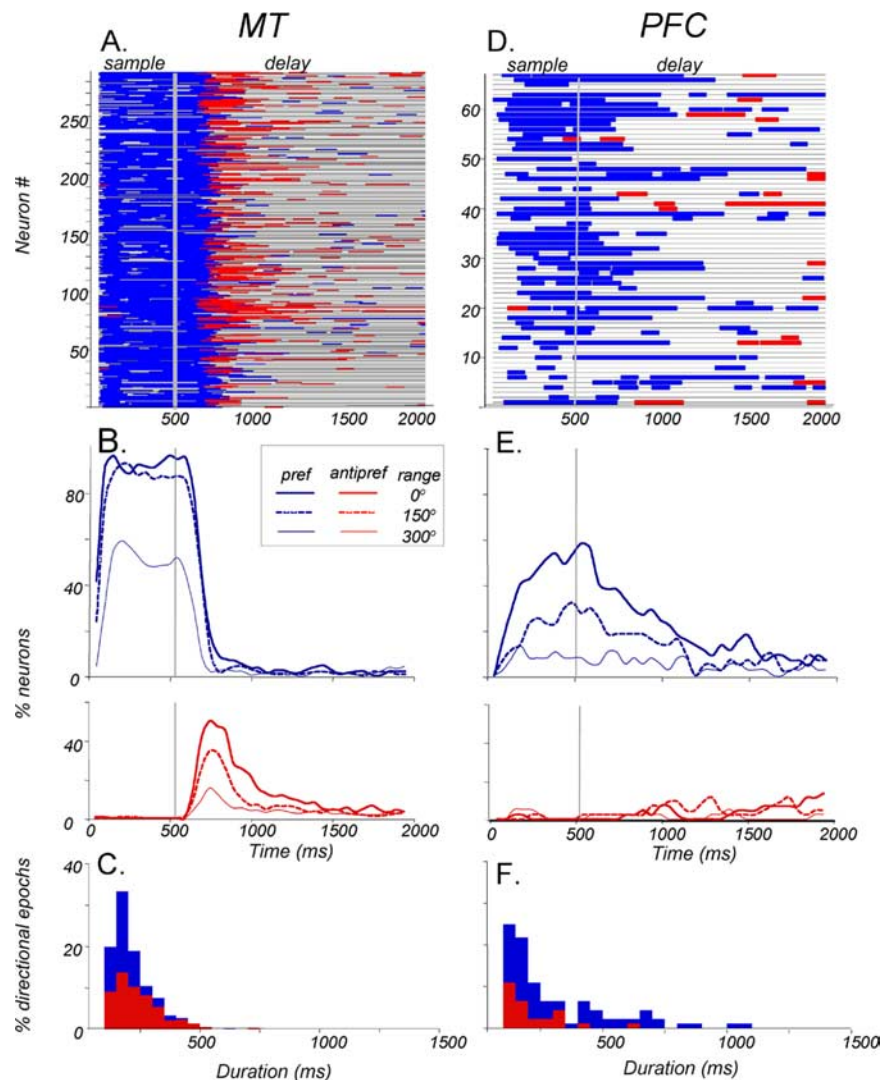 MT
PFC
A.
sample
delay
D.
sample
delay
Neuron #
250
200
150
100
50
500
1000
1500
2000
60
50
40
30
20
10
500
1000
1500
2000
B.
E.
pref antipref range
0°
150°
300°
% neurons
80
40
0
40
0
0
500
1000
1500
2000
Time (ms)
0
500
1000
1500
2000
Time (ms)
C.
F.
% directional epochs
40
20
0
500
1000
1500
Duration (ms)
500
1000
1500
Duration (ms)